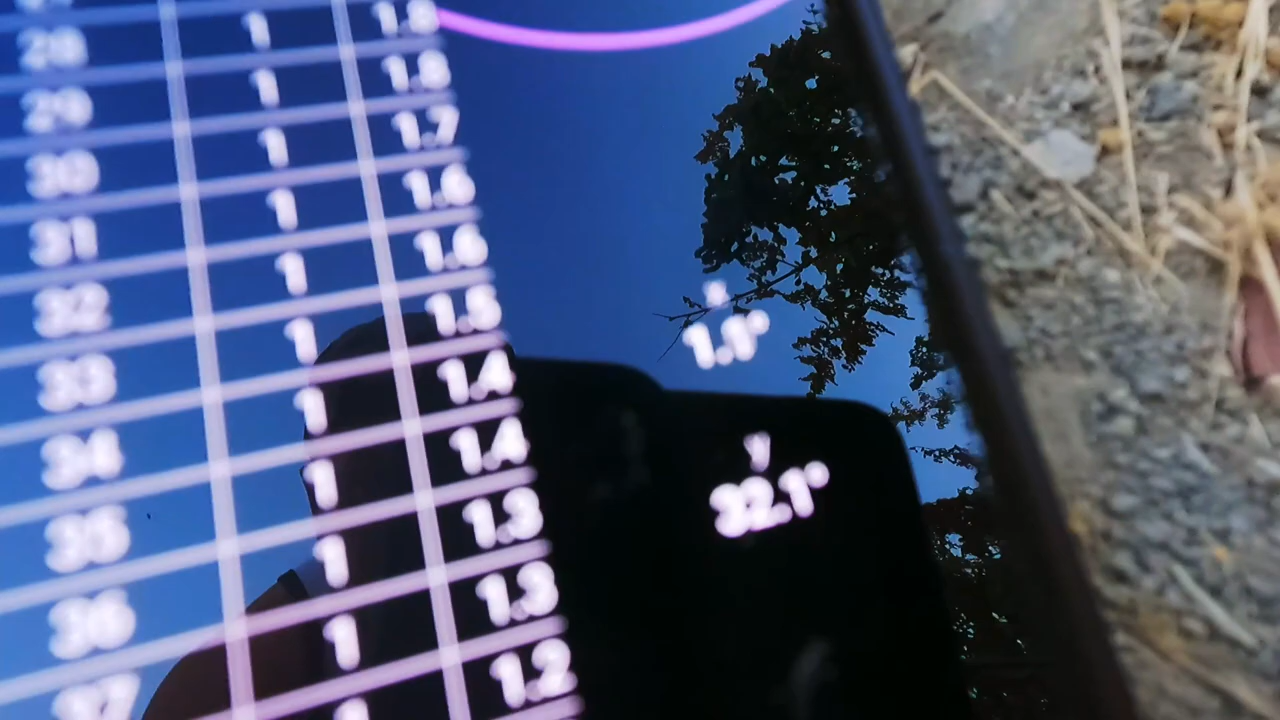 28 1 1.8
29 1 1.8
30 1 1.7
31 1 1.6
32 1 1.6
33 1 1.5
34 1 1.4
35 1 1.4
36 1 1.3
37 1 1.3
1 1.2
x
1.1°
y
32.1°